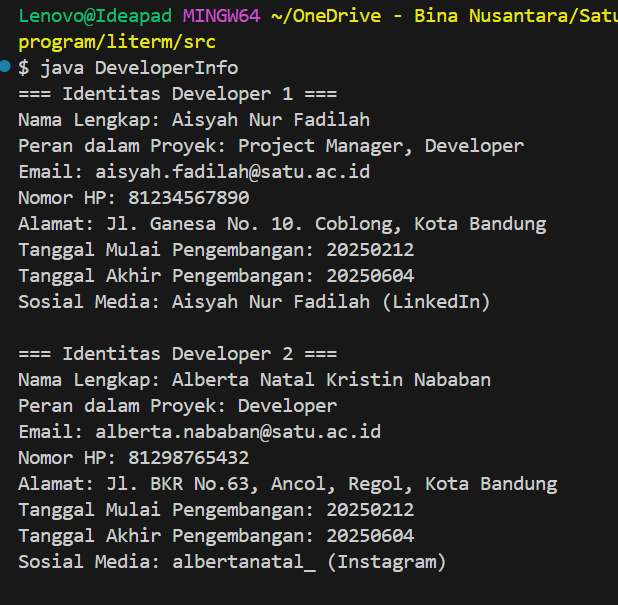 Lenovo@Ideapad MINGW64 ~/OneDrive - Bina Nusantara/Satu
program/literm/src
$ java DeveloperInfo
=== Identitas Developer 1 ===
Nama Lengkap: Aisyah Nur Fadilah
Peran dalam Proyek: Project Manager, Developer
Email: aisyah.fadilah@satu.ac.id
Nomor HP: 81234567890
Alamat: Jl. Ganesa No. 10. Coblong, Kota Bandung
Tanggal Mulai Pengembangan: 20250212
Tanggal Akhir Pengembangan: 20250604
Sosial Media: Aisyah Nur Fadilah (LinkedIn)

=== Identitas Developer 2 ===
Nama Lengkap: Alberta Natal Kristin Nababan
Peran dalam Proyek: Developer
Email: alberta.nababan@satu.ac.id
Nomor HP: 81298765432
Alamat: Jl. BKR No.63, Ancol, Regol, Kota Bandung
Tanggal Mulai Pengembangan: 20250212
Tanggal Akhir Pengembangan: 20250604
Sosial Media: albertanatal_ (Instagram)